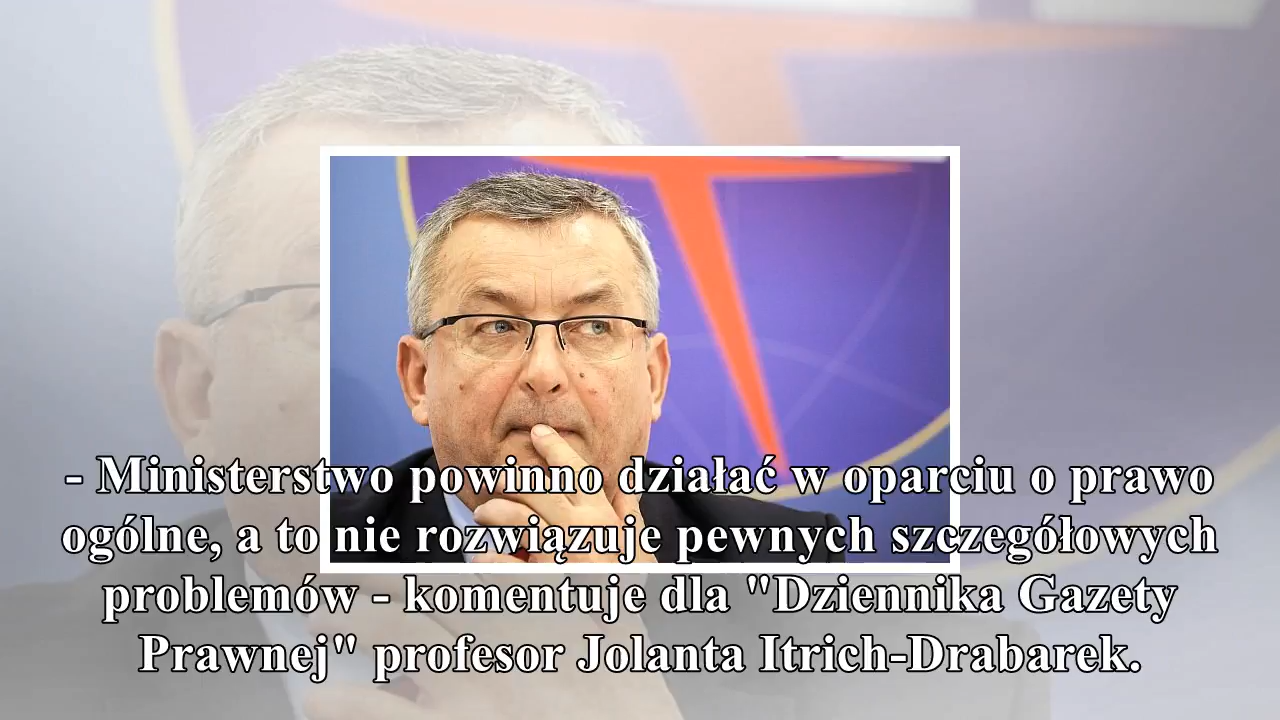 - Ministerstwo powinno działać w oparciu o prawo
ogólne, a to nie rozwiązuje pewnych szczegółowych
problemów - komentuje dla "Dziennika Gazety
Prawnej" profesor Jolanta Itrich-Drabarek.